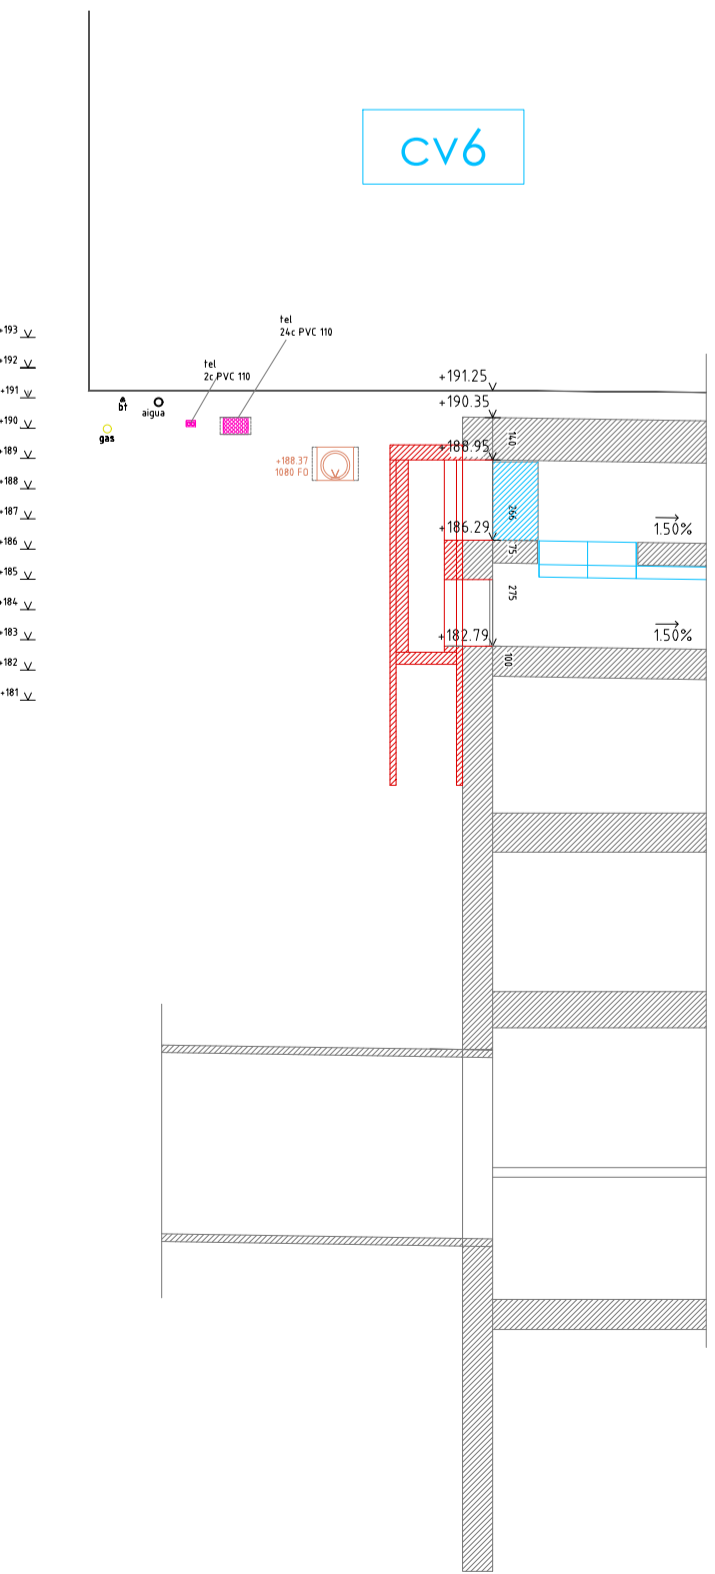 cv6
tel
24c PVC 110
tel
2c PVC 110
+193
+192
+191
+190
+189
+188
+187
+186
+185
+184
+183
+182
+181
bt
aigua
gas
+188.37
1080 FO
+191.25
+190.35
140
+188.95
266
+186.29
75
275
+182.79
100
1.50%
1.50%